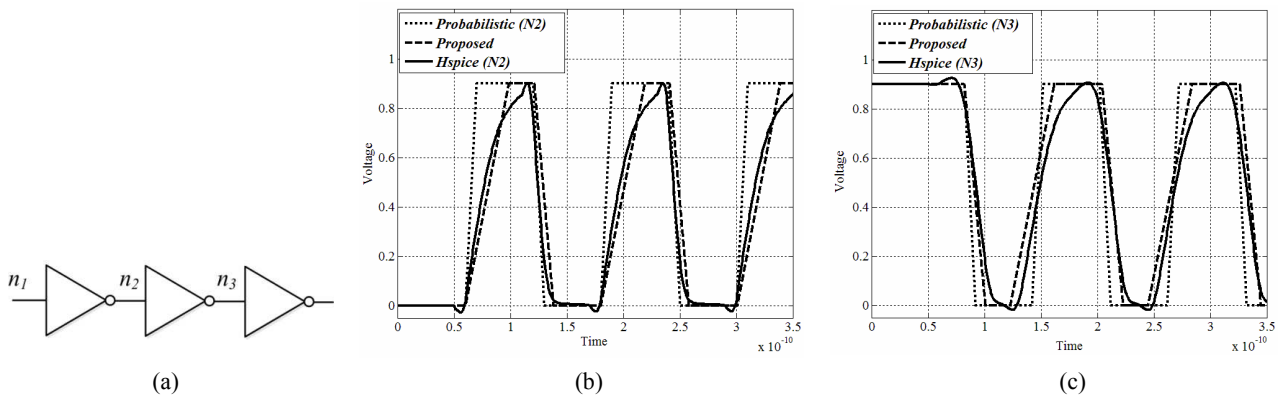 n1
n2
n3
(a)
Probabilistic (N2)
Proposed
Hspice (N2)
1
0.8
0.6
0.4
0.2
0
Voltage
0
0.5
1
1.5
2
2.5
3
3.5
Time
x 10-10
(b)
Probabilistic (N3)
Proposed
Hspice (N3)
1
0.8
0.6
0.4
0.2
0
Voltage
0
0.5
1
1.5
2
2.5
3
3.5
Time
x 10-10
(c)